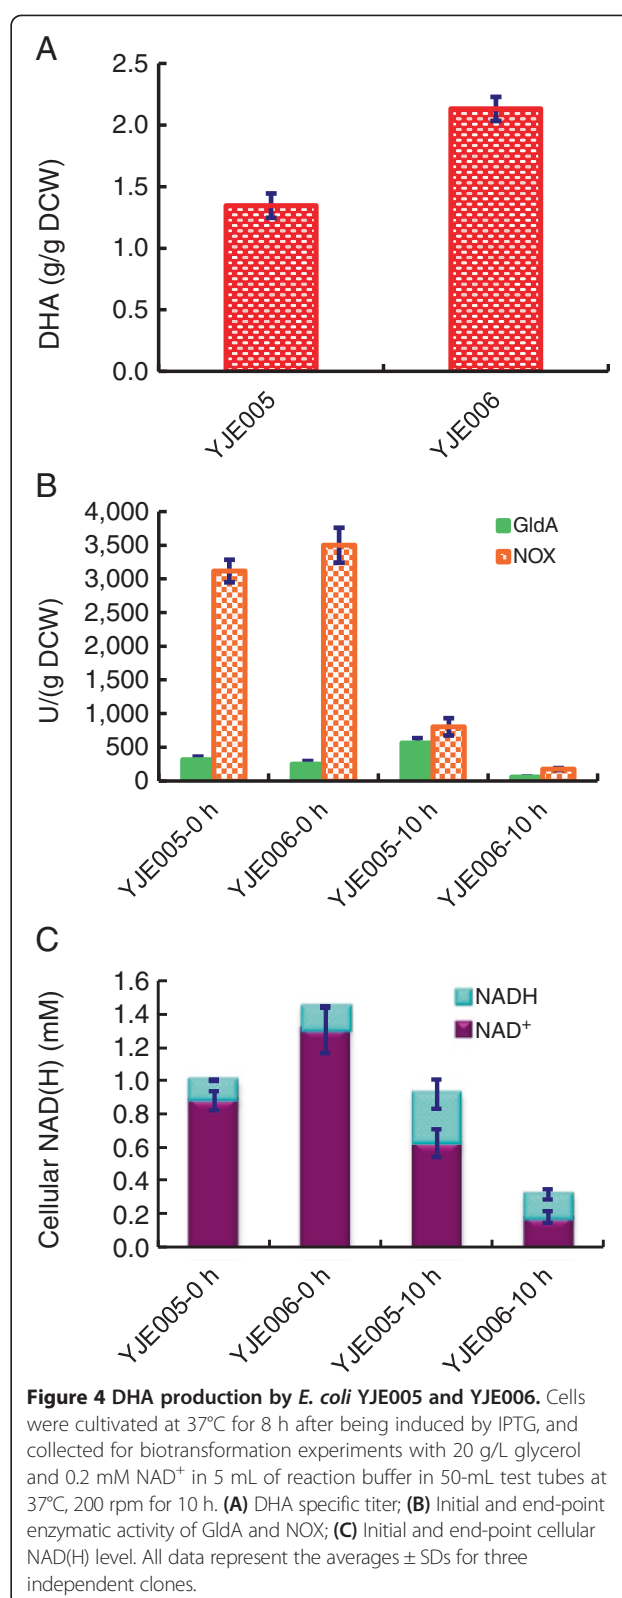 A
2.5
2.0
1.5
1.0
0.5
0.0
DHA (g/g DCW)
YJE005
YJE006
B
4,000
3,500
3,000
2,500
2,000
1,500
1,000
500
0
U/(g DCW)
GldA
NOX
YJE005-0 h
YJE006-0 h
YJE005-10 h
YJE006-10 h
C
1.6
1.4
1.2
1.0
0.8
0.6
0.4
0.2
0.0
Cellular NAD(H) (mM)
NADH
NAD⁺
YJE005-0 h
YJE006-0 h
YJE005-10 h
YJE006-10 h
Figure 4 DHA production by E. coli YJE005 and YJE006. Cells
were cultivated at 37°C for 8 h after being induced by IPTG, and
collected for biotransformation experiments with 20 g/L glycerol
and 0.2 mM NAD⁺ in 5 mL of reaction buffer in 50-mL test tubes at
37°C, 200 rpm for 10 h. (A) DHA specific titer; (B) Initial and end-point
enzymatic activity of GldA and NOX; (C) Initial and end-point cellular
NAD(H) level. All data represent the averages ± SDs for three
independent clones.